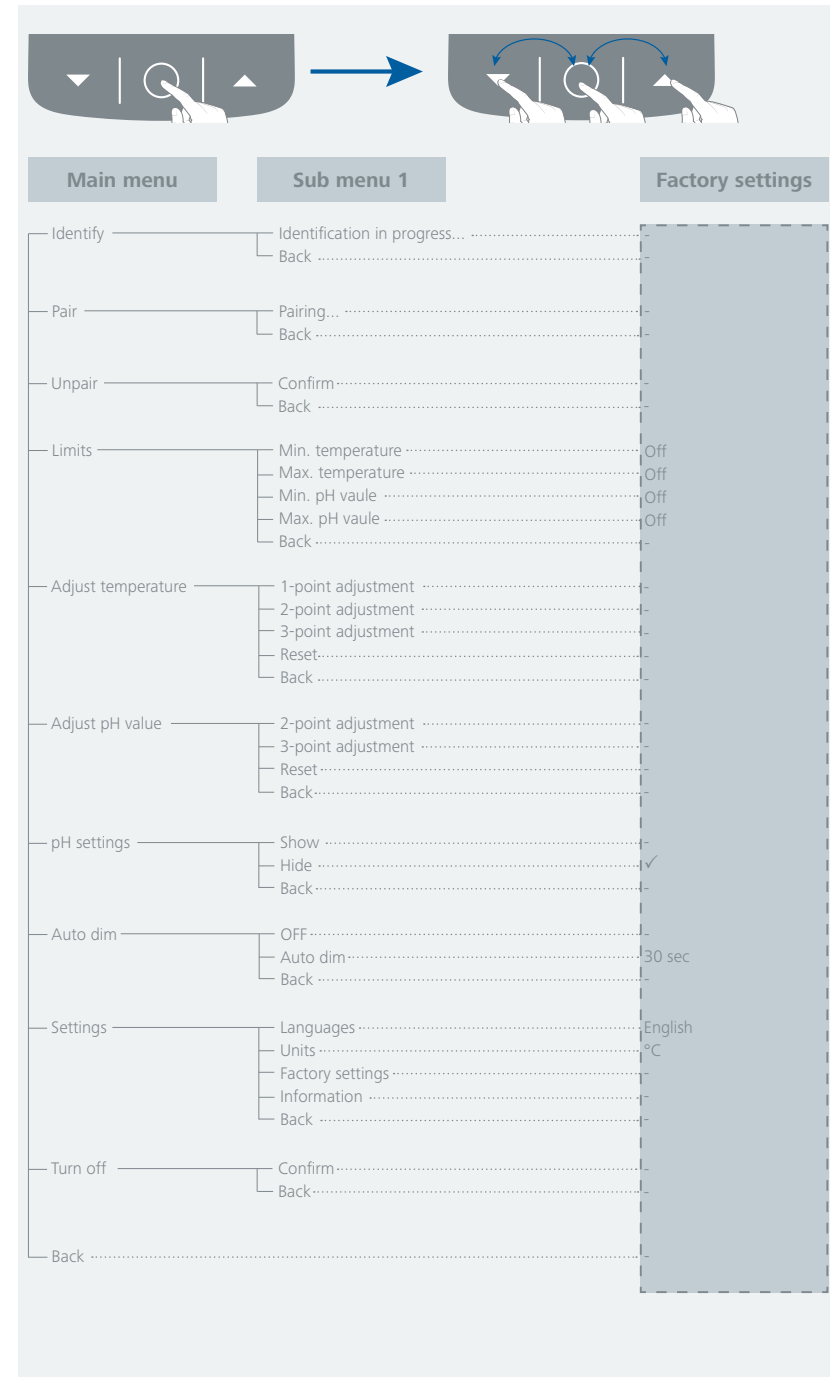 Main menu Sub menu 1 Factory settings
Identify Identification in progress... -
Back -
Pair Pairing... -
Back -
Unpair Confirm -
Back -
Limits Min. temperature Off
Max. temperature Off
Min. pH vaule Off
Max. pH vaule Off
Back -
Adjust temperature 1-point adjustment -
2-point adjustment -
3-point adjustment -
Reset -
Back -
Adjust pH value 2-point adjustment -
3-point adjustment -
Reset -
Back -
pH settings Show -
Hide ✓
Back -
Auto dim OFF -
Auto dim 30 sec
Back -
Settings Languages English
Units °C
Factory settings -
Information -
Back -
Turn off Confirm -
Back -
Back -